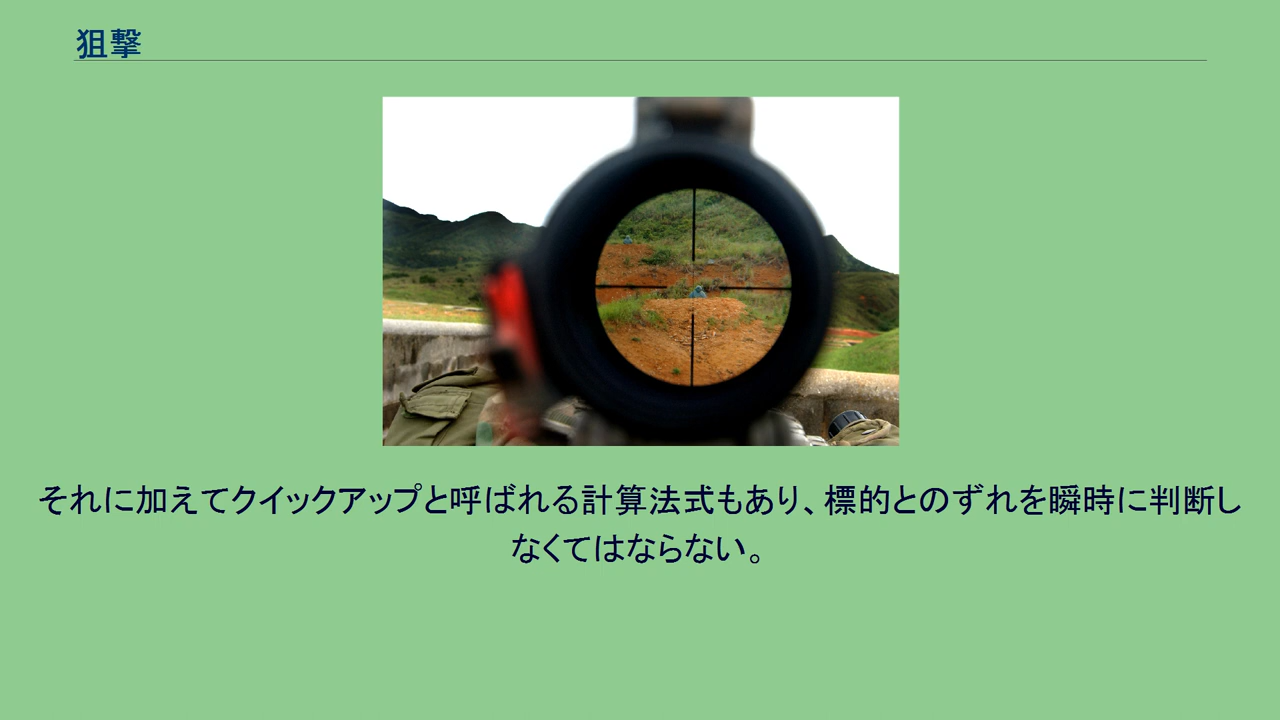 狙撃
それに加えてクイックアップと呼ばれる計算法式もあり、標的とのずれを瞬時に判断し
なくてはならない。